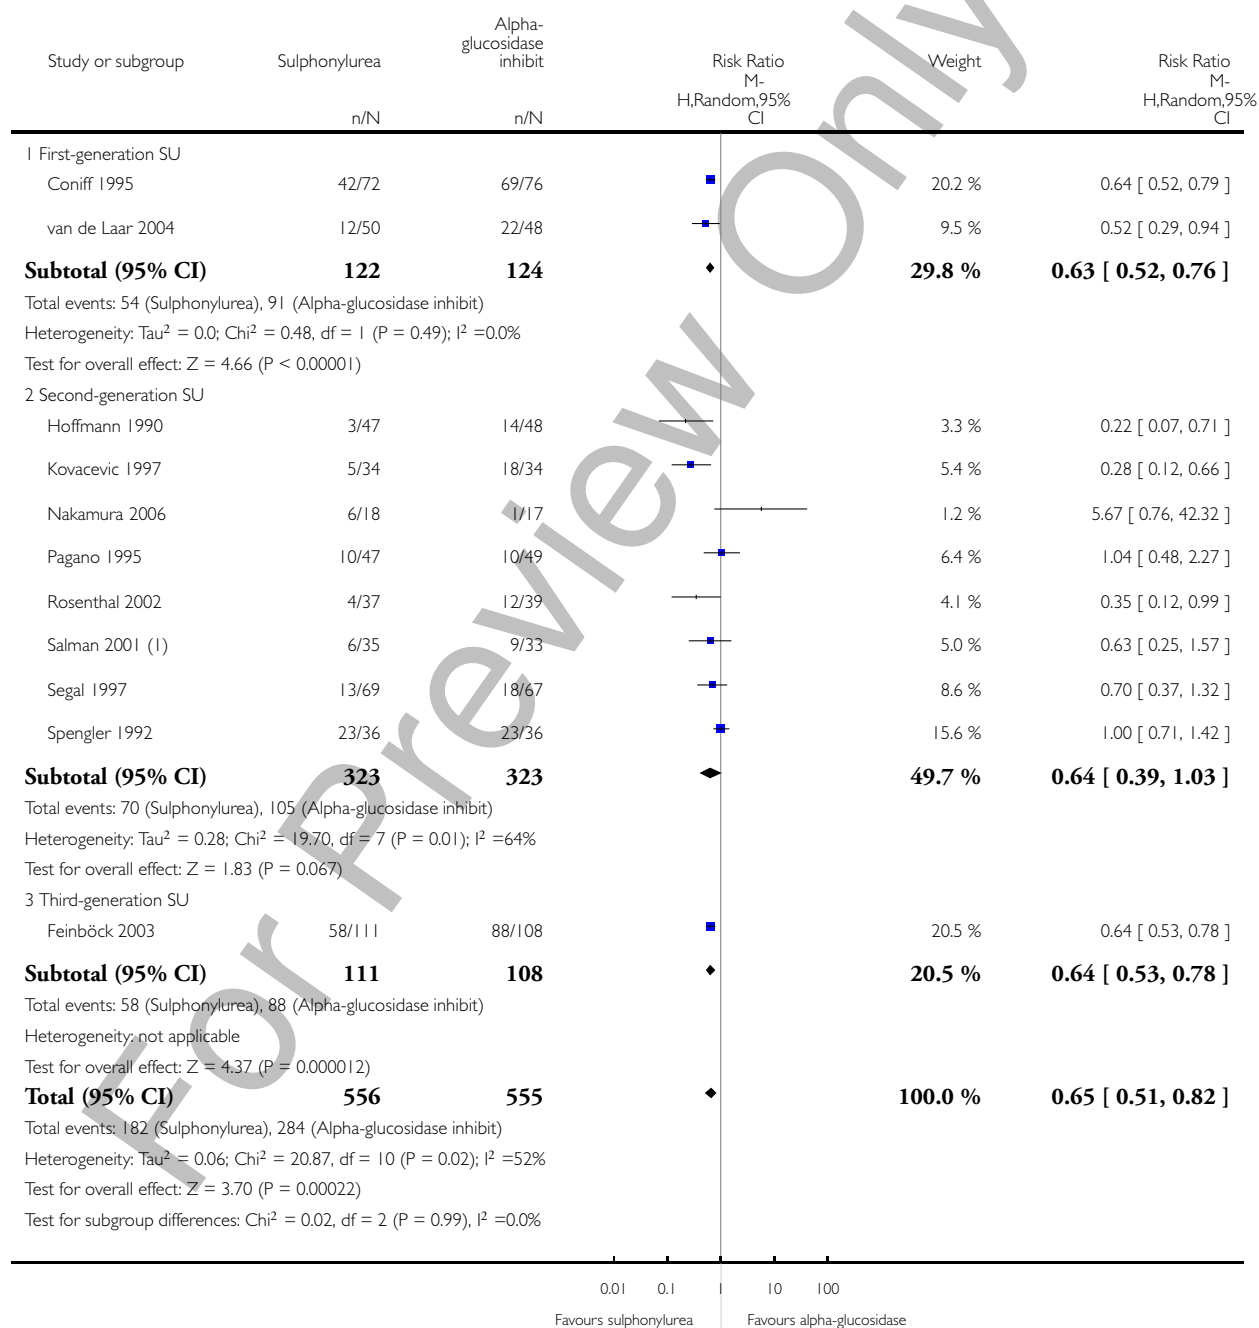 Study or subgroup Sulphonylurea Alpha-glucosidase inhibit Risk Ratio Weight Risk Ratio
n/N n/N M-H,Random,95% CI M-H,Random,95% CI
1 First-generation SU
Coniff 1995 42/72 69/76 20.2 % 0.64 [ 0.52, 0.79 ]
van de Laar 2004 12/50 22/48 9.5 % 0.52 [ 0.29, 0.94 ]
Subtotal (95% CI) 122 124 29.8 % 0.63 [ 0.52, 0.76 ]
Total events: 54 (Sulphonylurea), 91 (Alpha-glucosidase inhibit)
Heterogeneity: Tau² = 0.0; Chi² = 0.48, df = 1 (P = 0.49); I² =0.0%
Test for overall effect: Z = 4.66 (P < 0.00001)
2 Second-generation SU
Hoffmann 1990 3/47 14/48 3.3 % 0.22 [ 0.07, 0.71 ]
Kovacevic 1997 5/34 18/34 5.4 % 0.28 [ 0.12, 0.66 ]
Nakamura 2006 6/18 1/17 1.2 % 5.67 [ 0.76, 42.32 ]
Pagano 1995 10/47 10/49 6.4 % 1.04 [ 0.48, 2.27 ]
Rosenthal 2002 4/37 12/39 4.1 % 0.35 [ 0.12, 0.99 ]
Salman 2001 (1) 6/35 9/33 5.0 % 0.63 [ 0.25, 1.57 ]
Segal 1997 13/69 18/67 8.6 % 0.70 [ 0.37, 1.32 ]
Spengler 1992 23/36 23/36 15.6 % 1.00 [ 0.71, 1.42 ]
Subtotal (95% CI) 323 323 49.7 % 0.64 [ 0.39, 1.03 ]
Total events: 70 (Sulphonylurea), 105 (Alpha-glucosidase inhibit)
Heterogeneity: Tau² = 0.28; Chi² = 19.70, df = 7 (P = 0.01); I² =64%
Test for overall effect: Z = 1.83 (P = 0.067)
3 Third-generation SU
Feinböck 2003 58/111 88/108 20.5 % 0.64 [ 0.53, 0.78 ]
Subtotal (95% CI) 111 108 20.5 % 0.64 [ 0.53, 0.78 ]
Total events: 58 (Sulphonylurea), 88 (Alpha-glucosidase inhibit)
Heterogeneity: not applicable
Test for overall effect: Z = 4.37 (P = 0.000012)
Total (95% CI) 556 555 100.0 % 0.65 [ 0.51, 0.82 ]
Total events: 182 (Sulphonylurea), 284 (Alpha-glucosidase inhibit)
Heterogeneity: Tau² = 0.06; Chi² = 20.87, df = 10 (P = 0.02); I² =52%
Test for overall effect: Z = 3.70 (P = 0.00022)
Test for subgroup differences: Chi² = 0.02, df = 2 (P = 0.99), I² =0.0%
0.01 0.1 1 10 100
Favours sulphonylurea Favours alpha-glucosidase
For Preview Only